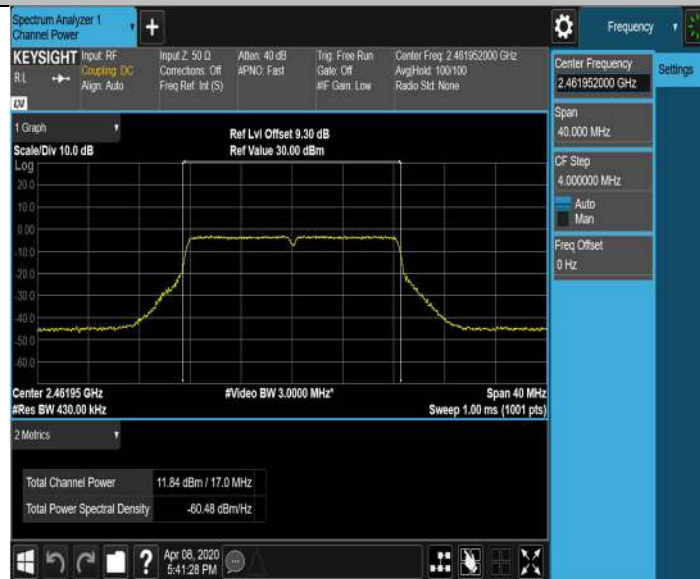 Spectrum Analyzer 1
Channel Power
Frequency
KEYSIGHT
RL
Input: RF
Coupling: DC
Align: Auto
Input Z: 50 Ω
Corrections: Off
Freq Ref: Int (S)
Atten: 40 dB
#PNO: Fast
Trig: Free Run
Gate: Off
#IF Gain: Low
Center Freq: 2.461952000 GHz
Avg|Hold: 100/100
Radio Std: None
Center Frequency
2.461952000 GHz
Settings
Span
40.000 MHz
CF Step
4.000000 MHz
Auto
Man
Freq Offset
0 Hz
1 Graph
Scale/Div 10.0 dB
Ref Lvl Offset 9.30 dB
Ref Value 30.00 dBm
Log
20.0
10.0
0.00
-10.0
-20.0
-30.0
-40.0
-50.0
-60.0
Center 2.46195 GHz
#Res BW 430.00 kHz
#Video BW 3.0000 MHz*
Span 40 MHz
Sweep 1.00 ms (1001 pts)
2 Metrics
Total Channel Power 11.84 dBm / 17.0 MHz
Total Power Spectral Density -60.48 dBm/Hz
?
Apr 08, 2020
5:41:28 PM